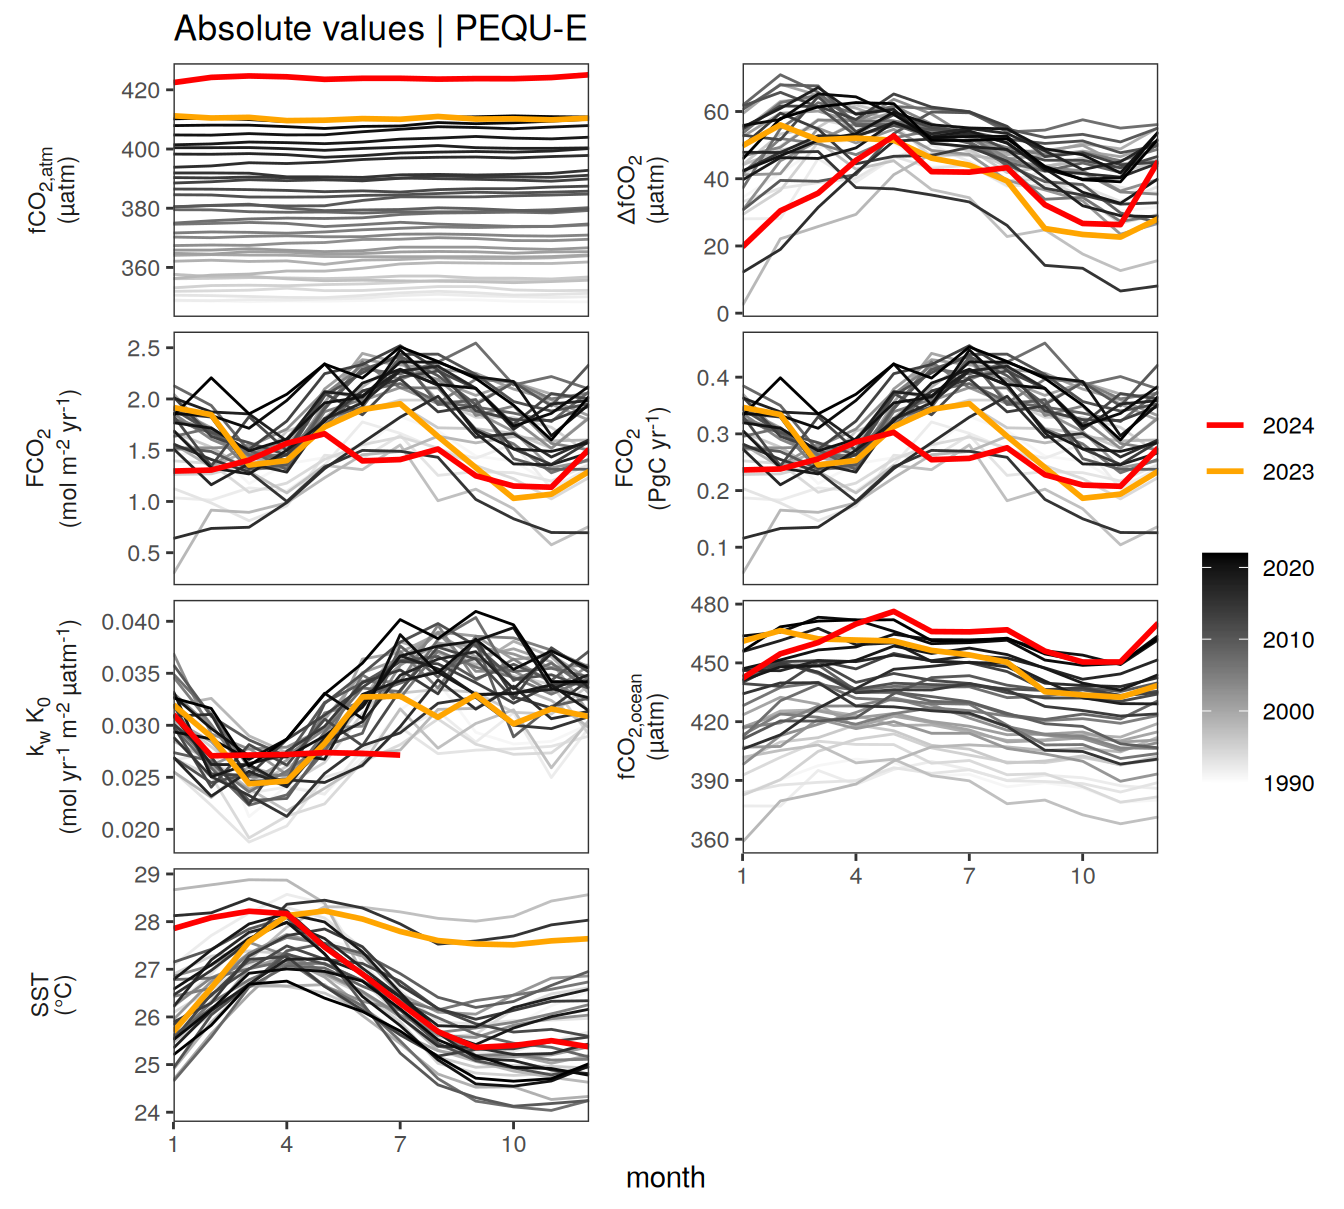 Absolute values | PEQU-E
fCO2,atm
(µatm)
420
400
380
360
ΔfCO2
(µatm)
60
40
20
0
FCO2
(mol m-2 yr-1)
2.5
2.0
1.5
1.0
0.5
FCO2
(PgC yr-1)
0.4
0.3
0.2
0.1
kw K0
(mol yr-1 m-2 µatm-1)
0.040
0.035
0.030
0.025
0.020
fCO2,ocean
(µatm)
480
450
420
390
360
1 4 7 10
SST
(°C)
29
28
27
26
25
24
1 4 7 10
month
2024
2023
2020
2010
2000
1990